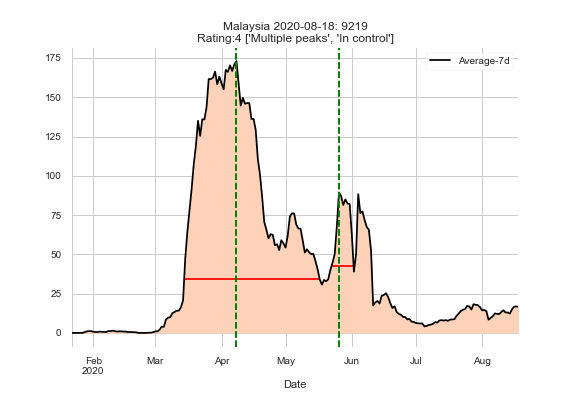 Malaysia 2020-08-18: 9219
Rating:4 ['Multiple peaks', 'In control']
Average-7d
175
150
125
100
75
50
25
0
Feb
2020
Mar
Apr
May
Jun
Jul
Aug
Date